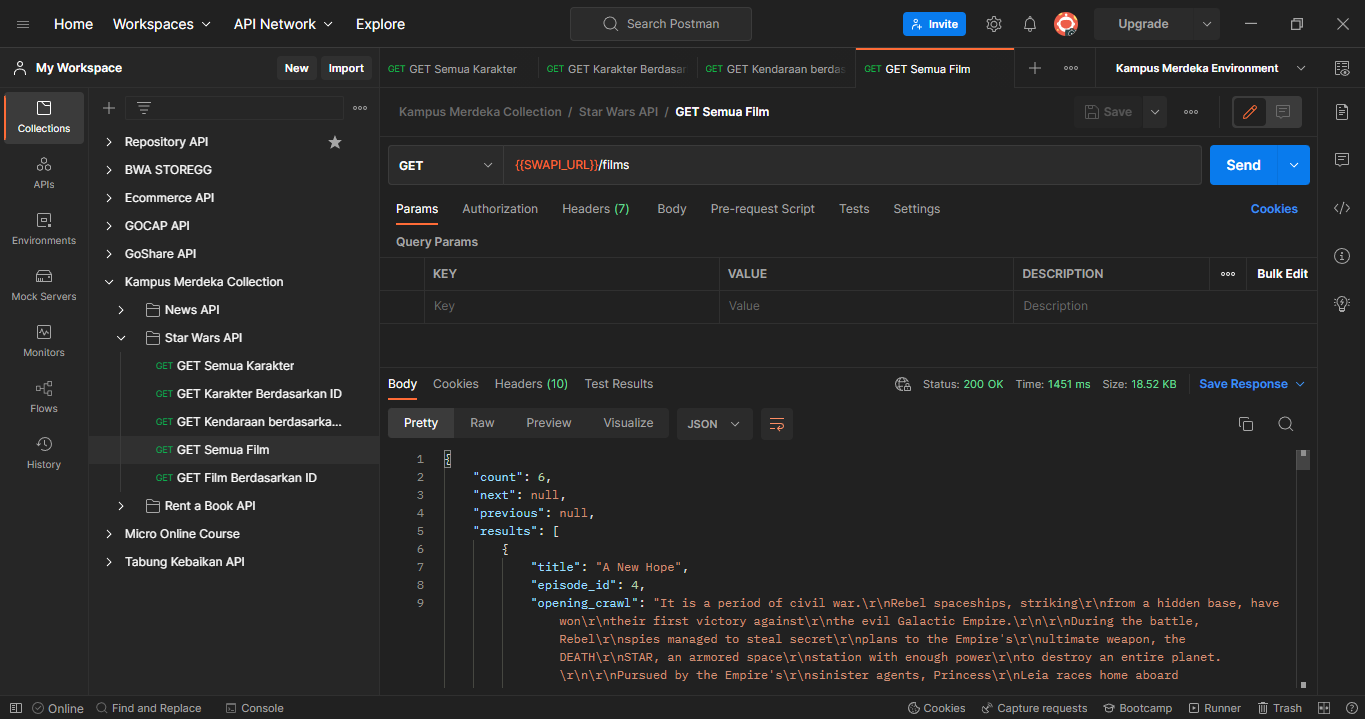 Home Workspaces API Network Explore Search Postman Invite Upgrade
My Workspace New Import
GET GET Semua Karakter GET GET Karakter Berdasar GET GET Kendaraan berdas GET GET Semua Film Kampus Merdeka Environment
Collections
APIs
Environments
Mock Servers
Monitors
Flows
History
Repository API
BWA STOREGG
Ecommerce API
GOCAP API
GoShare API
Kampus Merdeka Collection
News API
Star Wars API
GET GET Semua Karakter
GET GET Karakter Berdasarkan ID
GET GET Kendaraan berdasarka...
GET GET Semua Film
GET GET Film Berdasarkan ID
Rent a Book API
Micro Online Course
Tabung Kebaikan API
Kampus Merdeka Collection / Star Wars API / GET Semua Film Save
GET {{SWAPI_URL}}/films Send
Params Authorization Headers (7) Body Pre-request Script Tests Settings Cookies
Query Params
KEY VALUE DESCRIPTION Bulk Edit
Key Value Description
Body Cookies Headers (10) Test Results Status: 200 OK Time: 1451 ms Size: 18.52 KB Save Response
Pretty Raw Preview Visualize JSON
1 {
2 "count": 6,
3 "next": null,
4 "previous": null,
5 "results": [
6 {
7 "title": "A New Hope",
8 "episode_id": 4,
9 "opening_crawl": "It is a period of civil war.\r\nRebel spaceships, striking\r\nfrom a hidden base, have
won\r\ntheir first victory against\r\nthe evil Galactic Empire.\r\n\r\nDuring the battle,
Rebel\r\nspies managed to steal secret\r\nplans to the Empire's\r\nultimate weapon, the
DEATH\r\nSTAR, an armored space\r\nstation with enough power\r\nto destroy an entire planet.
\r\n\r\nPursued by the Empire's\r\nsinister agents, Princess\r\nLeia races home aboard
Online Find and Replace Console Cookies Capture requests Bootcamp Runner Trash